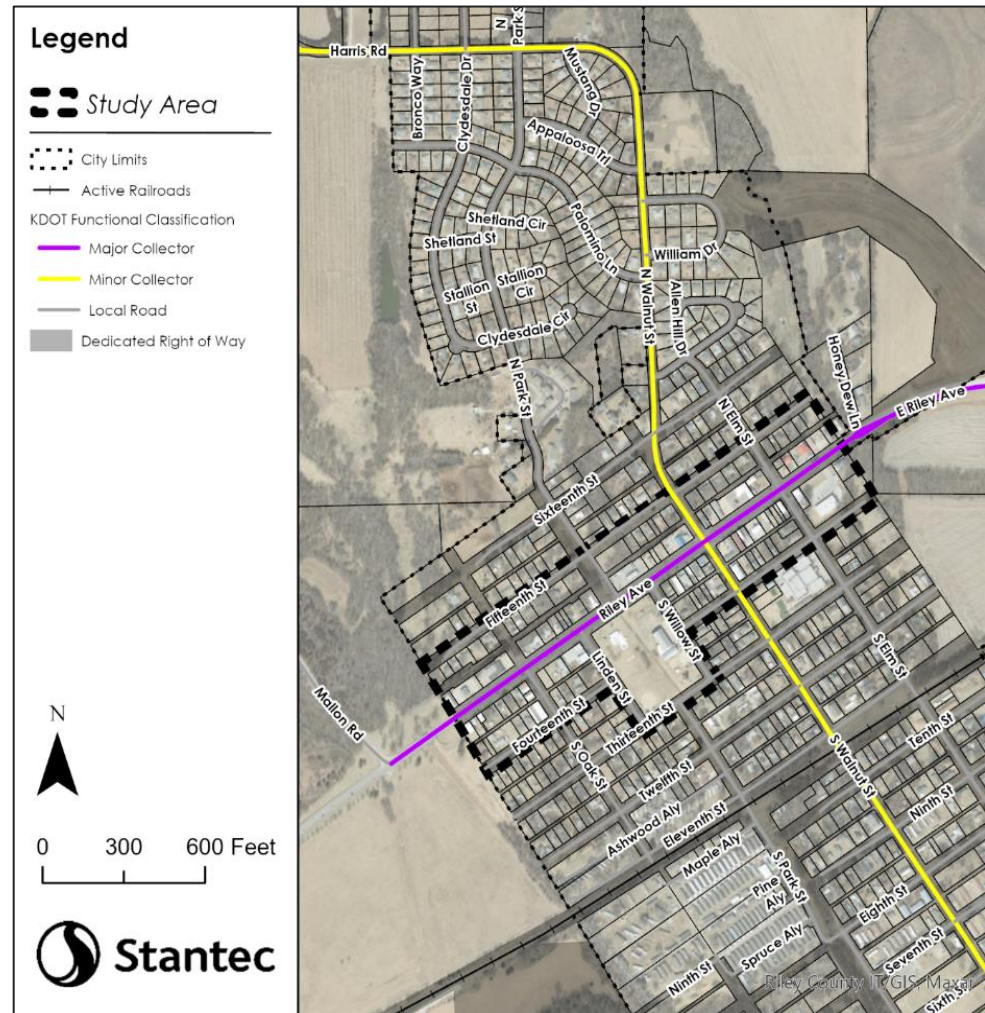 Legend
Study Area
City Limits
Active Railroads
KDOT Functional Classification
Major Collector
Minor Collector
Local Road
Dedicated Right of Way
N
0 300 600 Feet
Stantec
Harris Rd
Bronco Way
Clydesdale Dr
N
Park S
Mustang Dr
Appaloosa Trl
Shetland Cir
Shetland St
Palomino Ln
Stallion
St
Stallion
Cir
Clydesdale Cir
William Dr
N Walnut St
Allen Hill Dr
N Park St
Honey Dew Ln
E Riley Ave
N Elm St
Sixteenth St
Fifteenth St
Riley Ave
S Willow St
Linden St
S Elm St
Mallon Rd
Fourteenth St
Thirteenth St
S Oak St
Twelfth St
S Walnut St
Tenth St
Ashwood Aly
Eleventh St
Maple Aly
Ninth St
Pine
Aly
S Park St
Eighth St
Spruce Aly
Seventh St
Ninth St
Sixth St
Riley County IT/GIS, Maxar